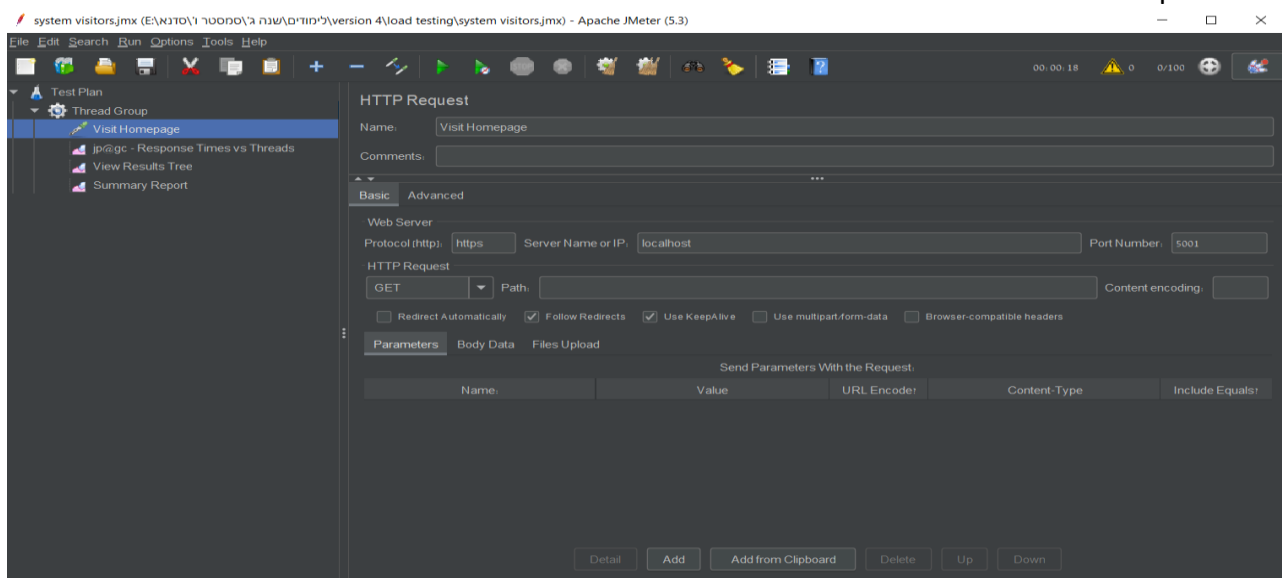 system visitors.jmx (E:\לימודים\שנה ג'\סמסטר ו'\סדנא\version 4\load testing\system visitors.jmx) - Apache JMeter (5.3)
File Edit Search Run Options Tools Help
00:00:18 0 0/100
Test Plan
Thread Group
Visit Homepage
jp@gc - Response Times vs Threads
View Results Tree
Summary Report
HTTP Request
Name: Visit Homepage
Comments:
Basic Advanced
Web Server
Protocol [http]: https Server Name or IP: localhost Port Number: 5001
HTTP Request
GET Path: Content encoding:
Redirect Automatically Follow Redirects Use KeepAlive Use multipart/form-data Browser-compatible headers
Parameters Body Data Files Upload
Send Parameters With the Request:
Name: Value URL Encode? Content-Type Include Equals?
Detail Add Add from Clipboard Delete Up Down